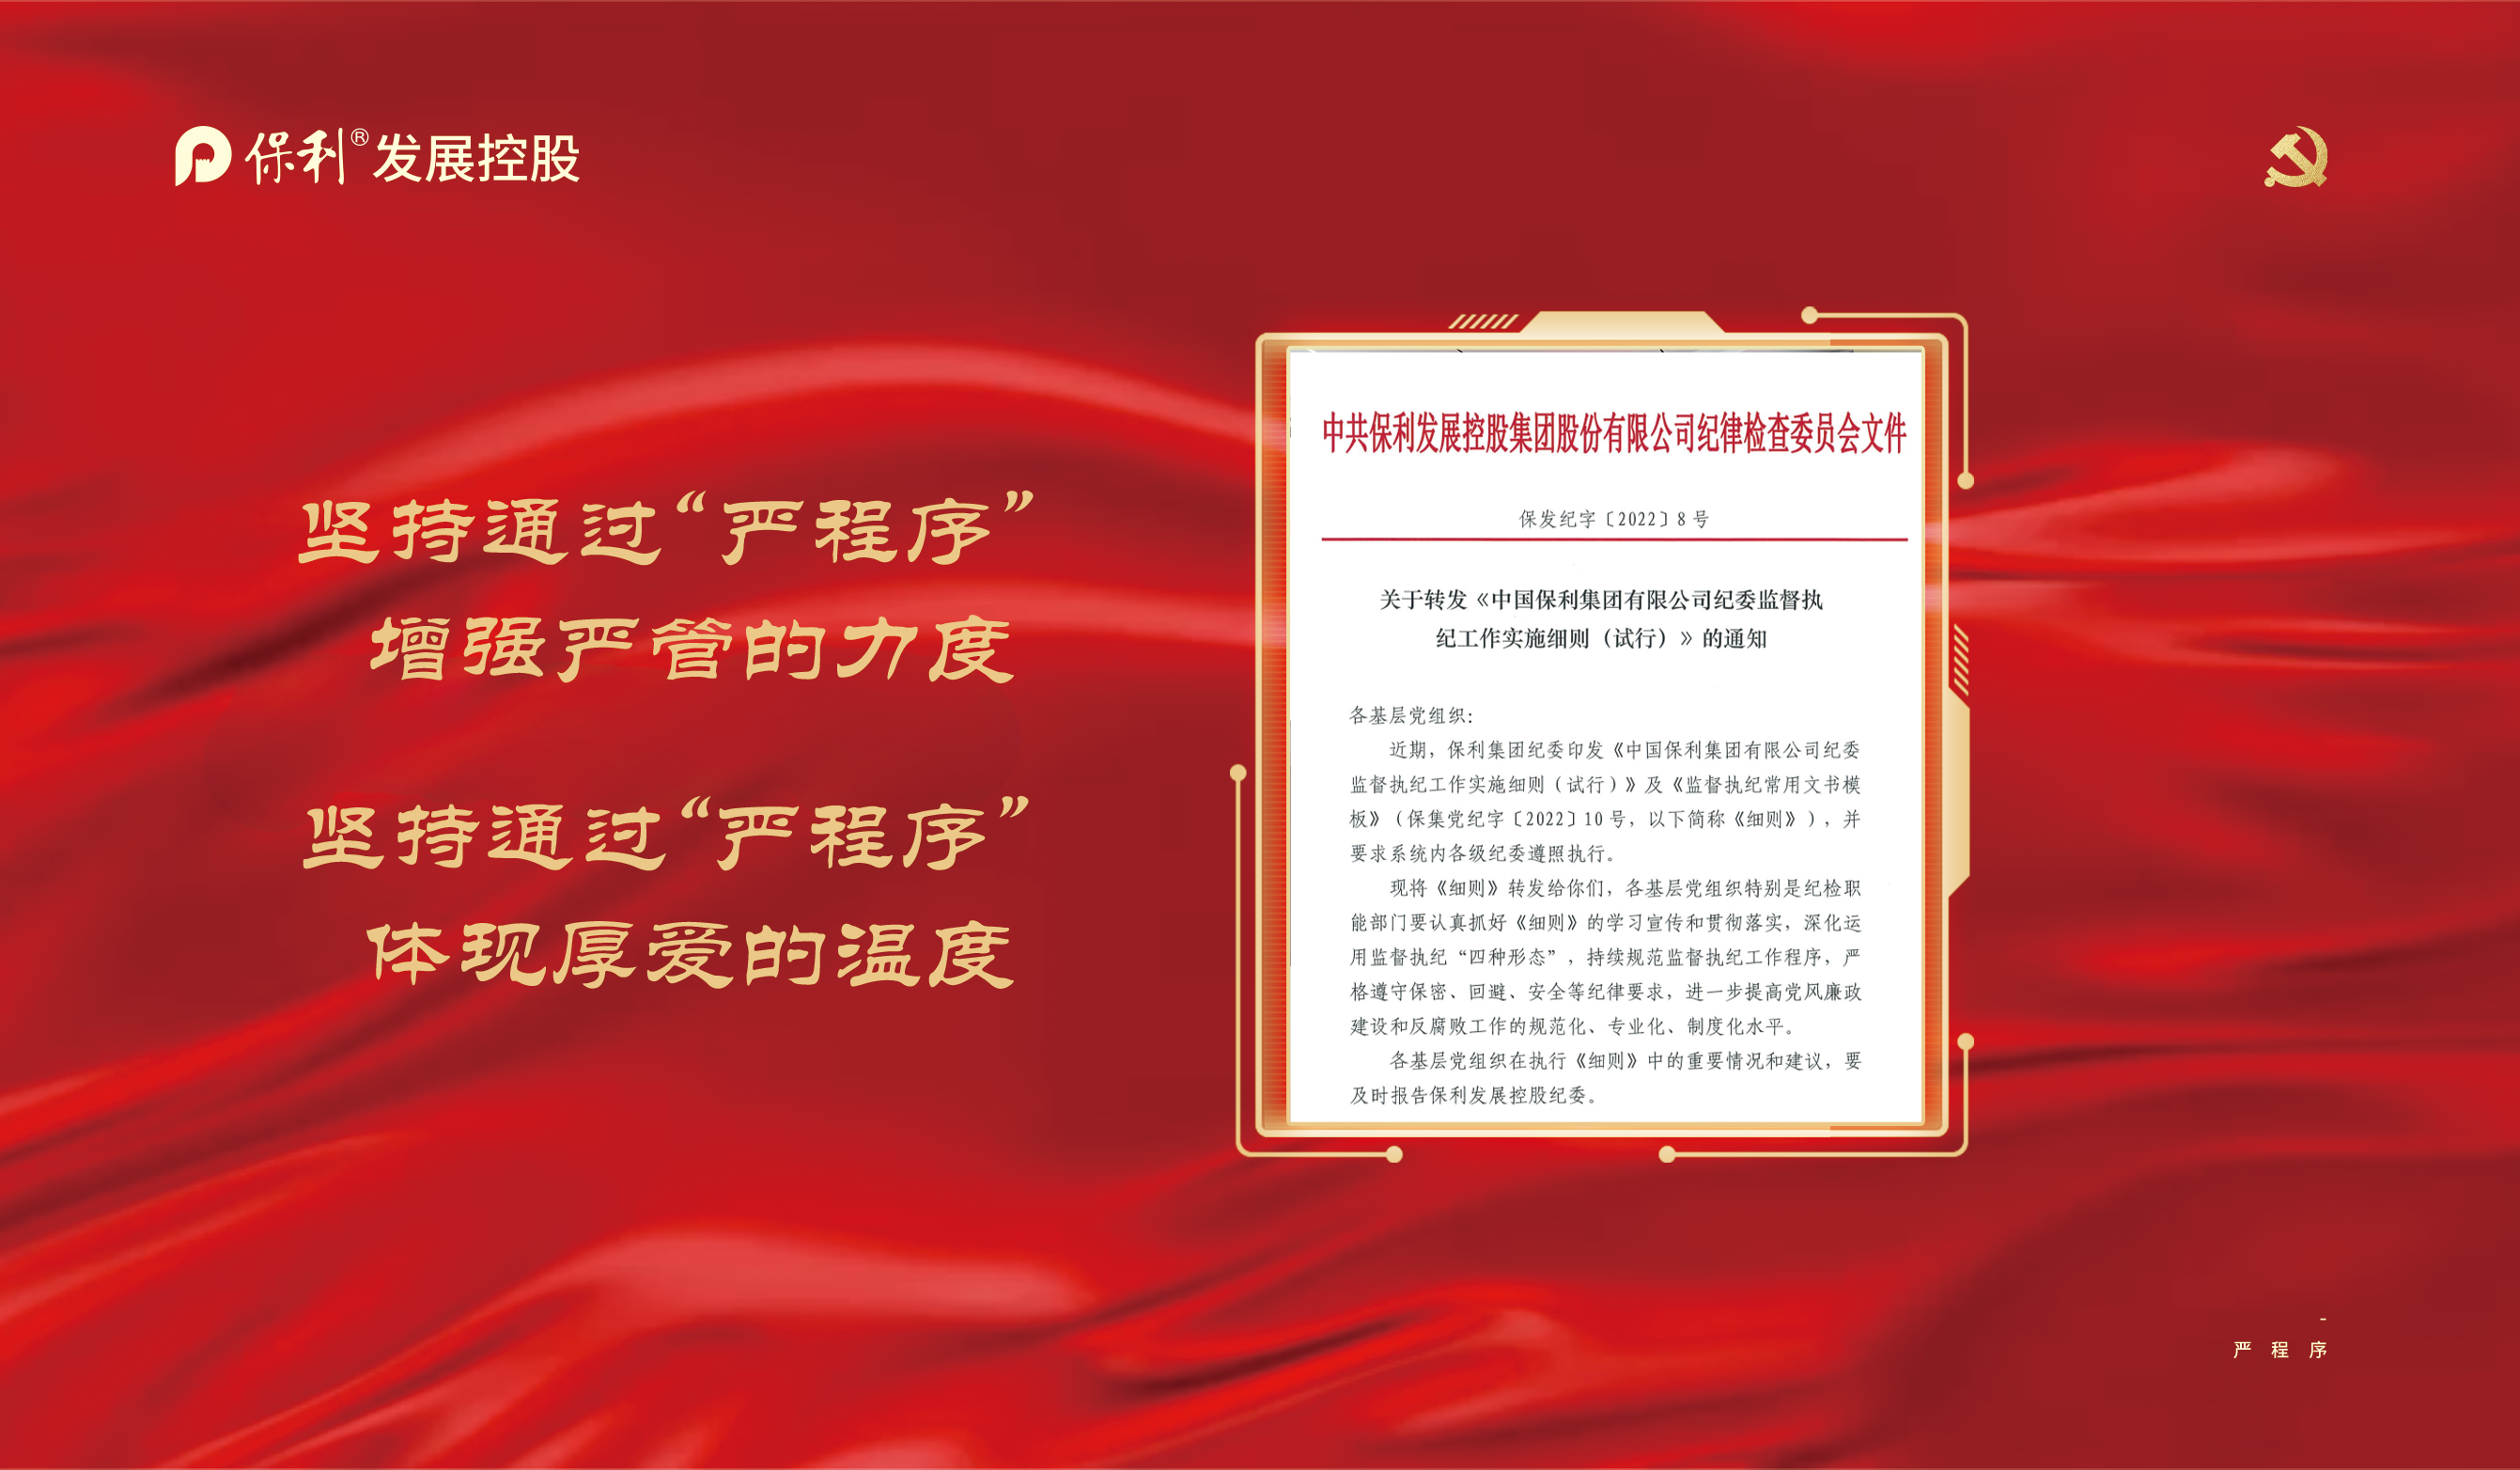 保利®发展控股
坚持通过“严程序”
增强严管的力度
坚持通过“严程序”
体现厚爱的温度
中共保利发展控股集团股份有限公司纪律检查委员会文件
保发纪字〔2022〕8 号
关于转发《中国保利集团有限公司纪委监督执
纪工作实施细则（试行）》的通知
各基层党组织：
近期，保利集团纪委印发《中国保利集团有限公司纪委
监督执纪工作实施细则（试行）》及《监督执纪常用文书模
板》（保集党纪字〔2022〕10 号，以下简称《细则》），并
要求系统内各级纪委遵照执行。
现将《细则》转发给你们，各基层党组织特别是纪检职
能部门要认真抓好《细则》的学习宣传和贯彻落实，深化运
用监督执纪“四种形态”，持续规范监督执纪工作程序，严
格遵守保密、回避、安全等纪律要求，进一步提高党风廉政
建设和反腐败工作的规范化、专业化、制度化水平。
各基层党组织在执行《细则》中的重要情况和建议，要
及时报告保利发展控股纪委。
-
严 程 序